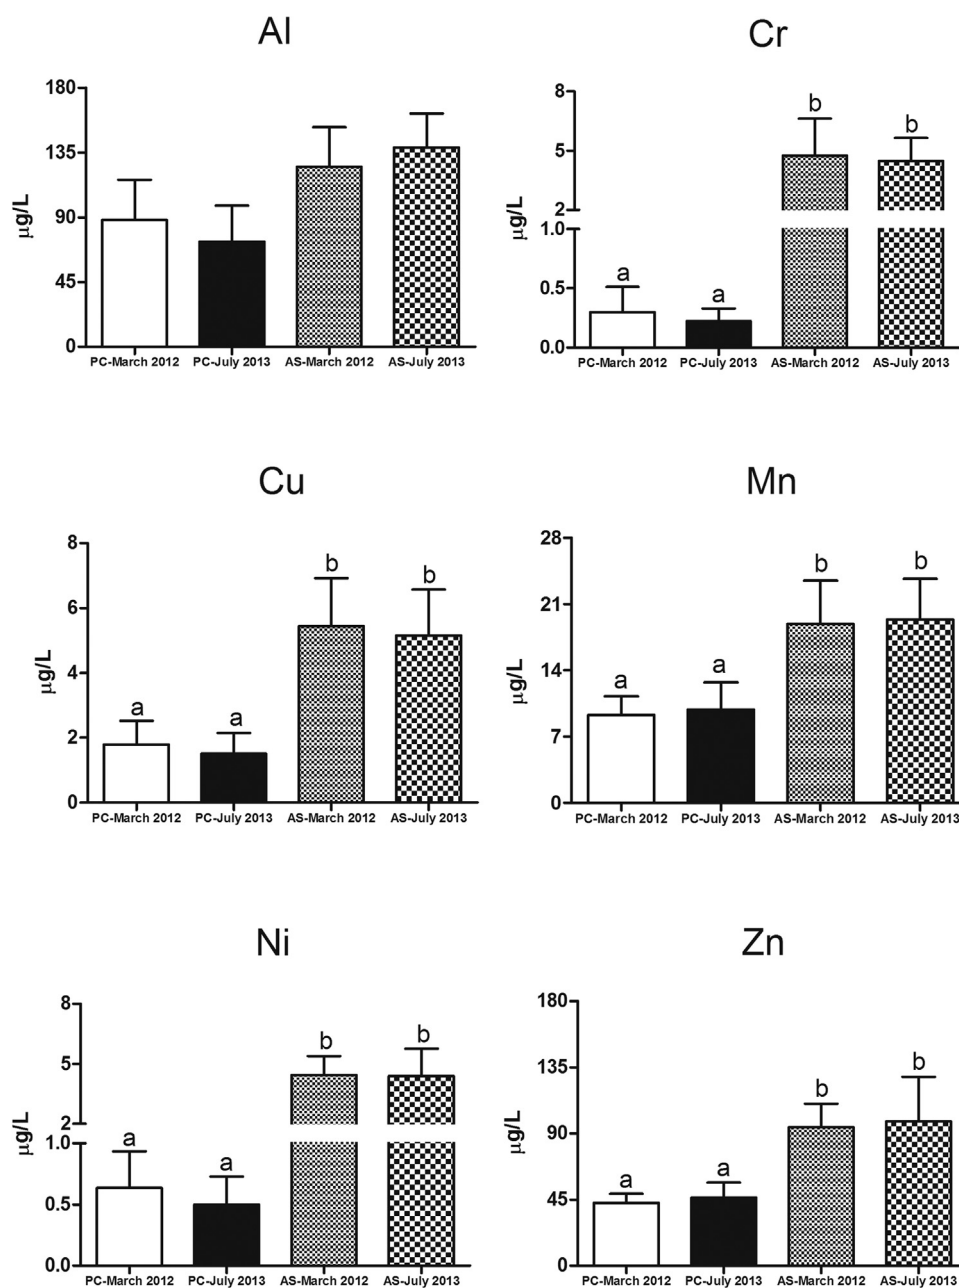 Al
180
135
90
45
0
µg/L
PC-March 2012 PC-July 2013 AS-March 2012 AS-July 2013
Cr
8
5
2
1.0
0.5
0.0
µg/L
a a b b
PC-March 2012 PC-July 2013 AS-March 2012 AS-July 2013
Cu
8
6
4
2
0
µg/L
a a b b
PC-March 2012 PC-July 2013 AS-March 2012 AS-July 2013
Mn
28
21
14
7
0
µg/L
a a b b
PC-March 2012 PC-July 2013 AS-March 2012 AS-July 2013
Ni
8
5
2
1.0
0.5
0.0
µg/L
a a b b
PC-March 2012 PC-July 2013 AS-March 2012 AS-July 2013
Zn
180
135
90
45
0
µg/L
a a b b
PC-March 2012 PC-July 2013 AS-March 2012 AS-July 2013